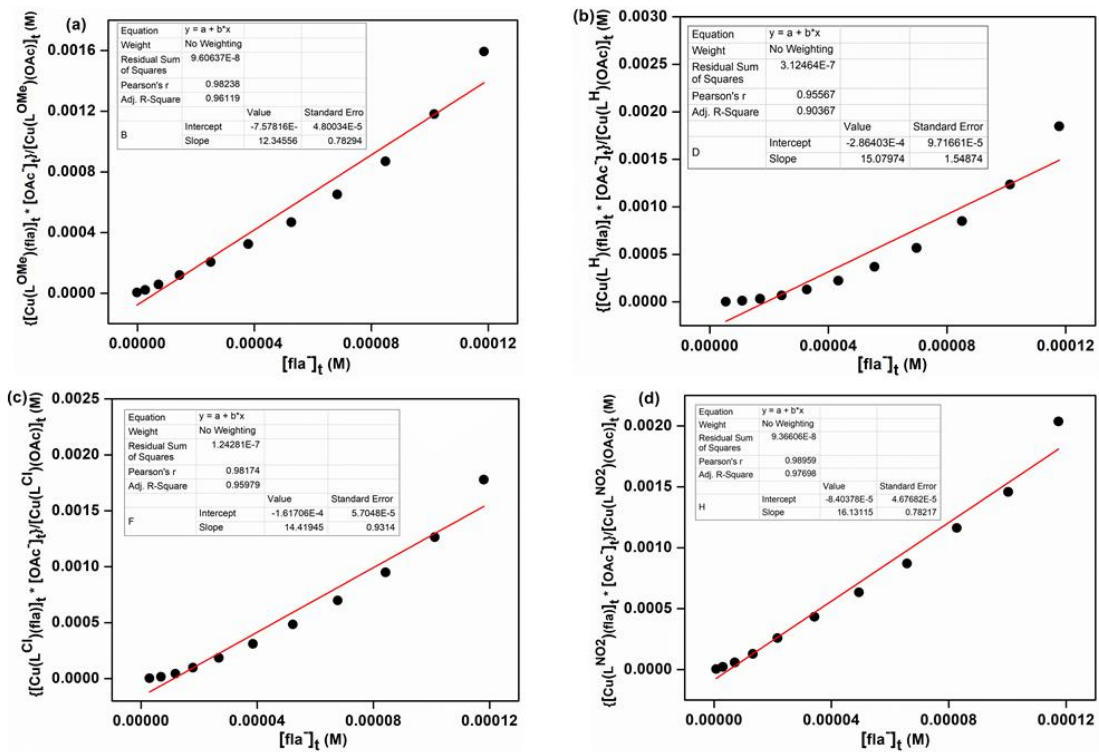 (a)
{[Cu(L^OMe)(fla)]t * [OAc^-]t}/[Cu(L^OMe)(OAc)]t (M)
0.0016
0.0012
0.0008
0.0004
0.0000
Equation y = a + b*x
Weight No Weighting
Residual Sum of Squares 9.60637E-8
Pearson's r 0.98238
Adj. R-Square 0.96119
Value Standard Erro
B Intercept -7.57816E- 4.80034E-5
Slope 12.34556 0.78294
0.00000 0.00004 0.00008 0.00012
[fla^-]t (M)
(b)
{[Cu(L^H)(fla)]t * [OAc^-]t}/[Cu(L^H)(OAc)]t (M)
0.0030
0.0025
0.0020
0.0015
0.0010
0.0005
0.0000
Equation y = a + b*x
Weight No Weighting
Residual Sum of Squares 3.12464E-7
Pearson's r 0.95567
Adj. R-Square 0.90367
Value Standard Error
D Intercept -2.86403E-4 9.71661E-5
Slope 15.07974 1.54874
0.00000 0.00004 0.00008 0.00012
[fla^-]t (M)
(c)
{[Cu(L^Cl)(fla)]t * [OAc^-]t}/[Cu(L^Cl)(OAc)]t (M)
0.0025
0.0020
0.0015
0.0010
0.0005
0.0000
Equation y = a + b*x
Weight No Weighting
Residual Sum of Squares 1.24281E-7
Pearson's r 0.98174
Adj. R-Square 0.95979
Value Standard Error
F Intercept -1.61706E-4 5.7048E-5
Slope 14.41945 0.9314
0.00000 0.00004 0.00008 0.00012
[fla^-]t (M)
(d)
{[Cu(L^NO2)(fla)]t * [OAc^-]t}/[Cu(L^NO2)(OAc)]t (M)
0.0020
0.0015
0.0010
0.0005
0.0000
Equation y = a + b*x
Weight No Weighting
Residual Sum of Squares 9.36606E-8
Pearson's r 0.98959
Adj. R-Square 0.97698
Value Standard Error
H Intercept -8.40378E-5 4.67682E-5
Slope 16.13115 0.78217
0.00000 0.00004 0.00008 0.00012
[fla^-]t (M)